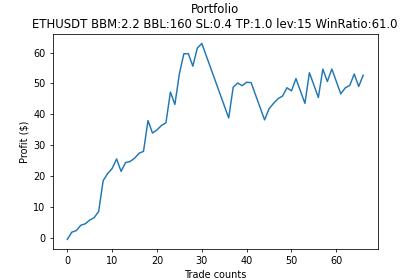 Portfolio
ETHUSDT BBM:2.2 BBL:160 SL:0.4 TP:1.0 lev:15 WinRatio:61.0
Profit ($)
60
50
40
30
20
10
0
0 10 20 30 40 50 60
Trade counts